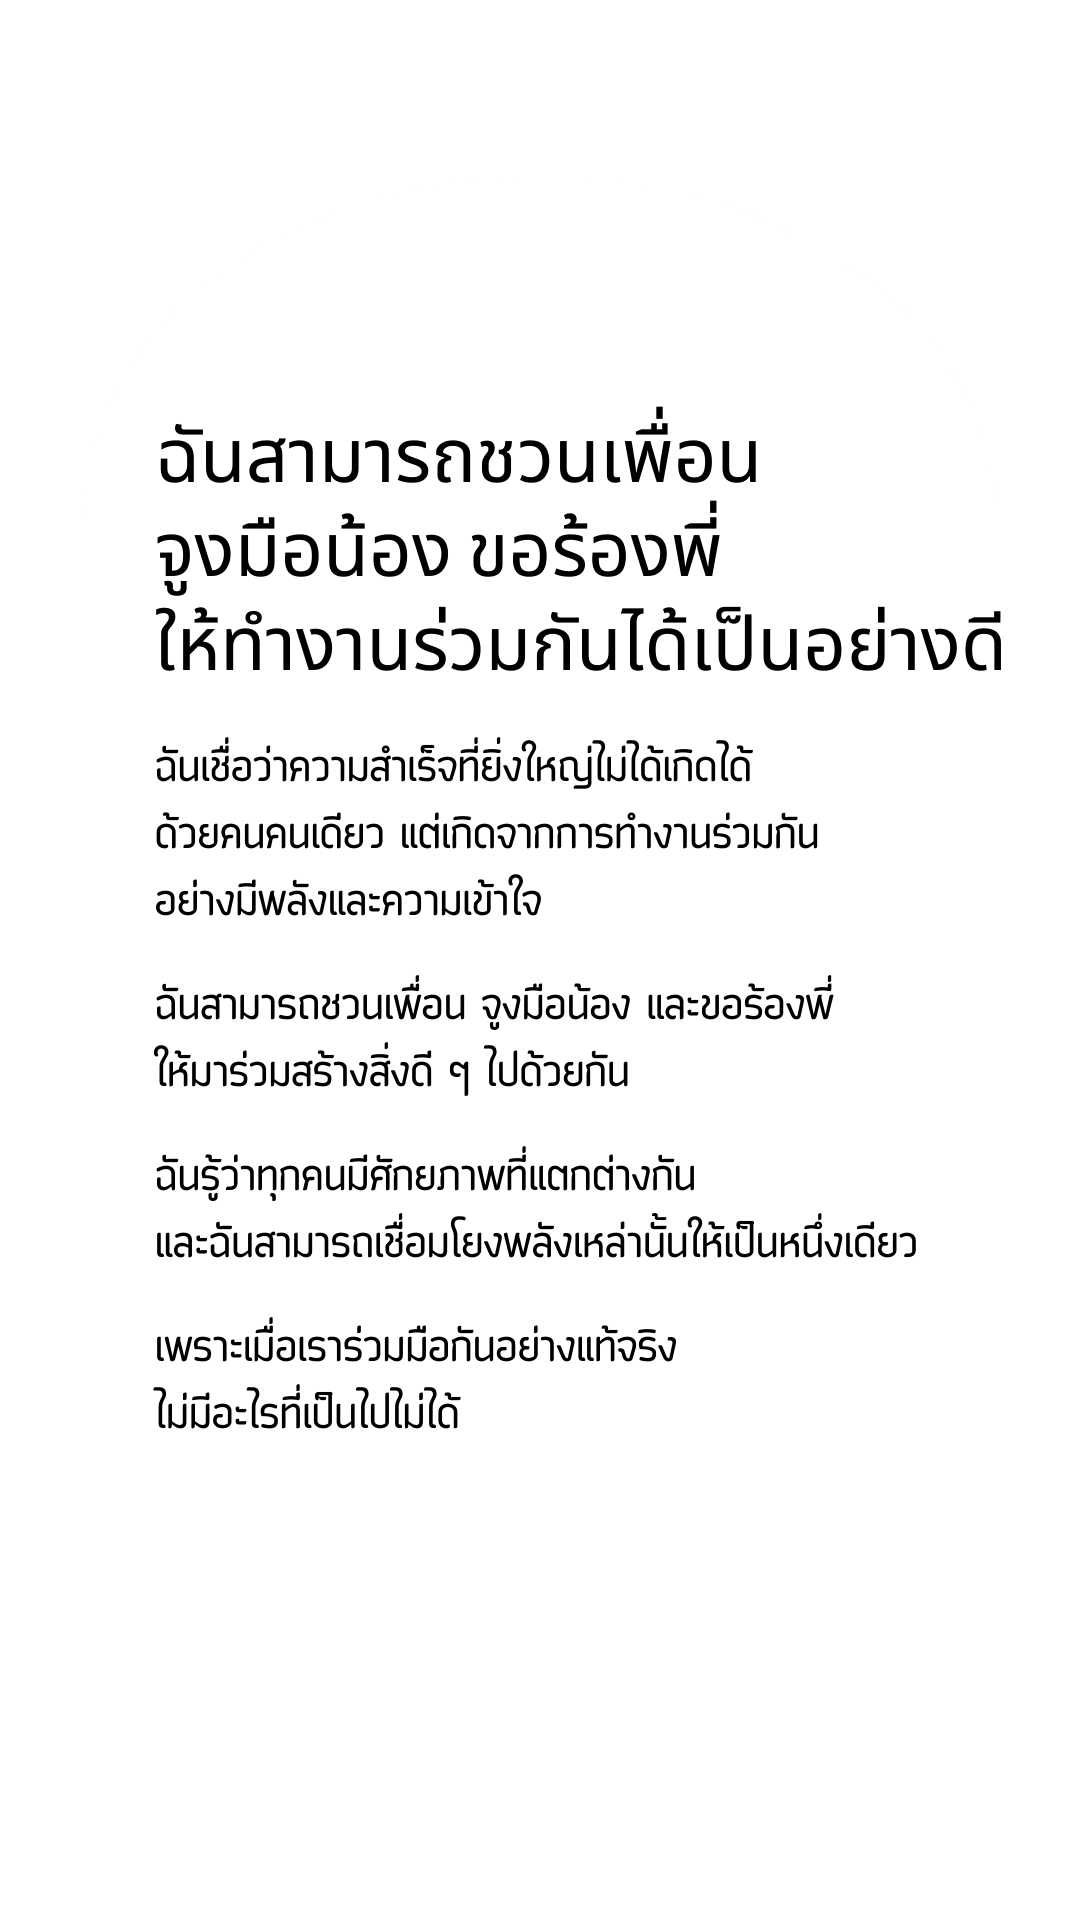 ฉันสามารถชวนเพื่อน
จูงมือน้อง ขอร้องพี่
ให้ทำงานร่วมกันได้เป็นอย่างดี
ฉันเชื่อว่าความสำเร็จที่ยิ่งใหญ่ไม่ได้เกิดได้
ด้วยคนคนเดียว แต่เกิดจากการทำงานร่วมกัน
อย่างมีพลังและความเข้าใจ
ฉันสามารถชวนเพื่อน จูงมือน้อง และขอร้องพี่
ให้มาร่วมสร้างสิ่งดี ๆ ไปด้วยกัน
ฉันรู้ว่าทุกคนมีศักยภาพที่แตกต่างกัน
และฉันสามารถเชื่อมโยงพลังเหล่านั้นให้เป็นหนึ่งเดียว
เพราะเมื่อเราร่วมมือกันอย่างแท้จริง
ไม่มีอะไรที่เป็นไปไม่ได้